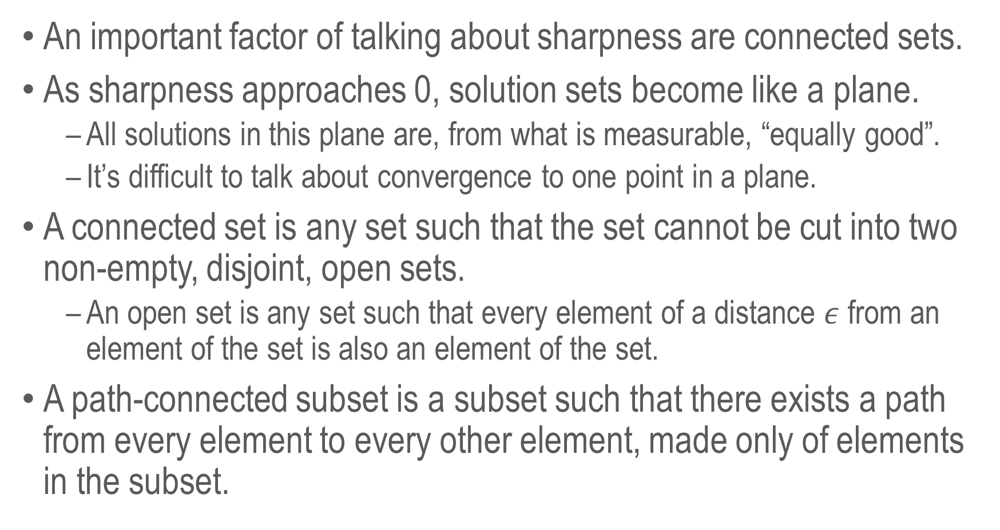 • An important factor of talking about sharpness are connected sets.
• As sharpness approaches 0, solution sets become like a plane.
– All solutions in this plane are, from what is measurable, “equally good”.
– It’s difficult to talk about convergence to one point in a plane.
• A connected set is any set such that the set cannot be cut into two
non-empty, disjoint, open sets.
– An open set is any set such that every element of a distance ϵ from an
element of the set is also an element of the set.
• A path-connected subset is a subset such that there exists a path
from every element to every other element, made only of elements
in the subset.